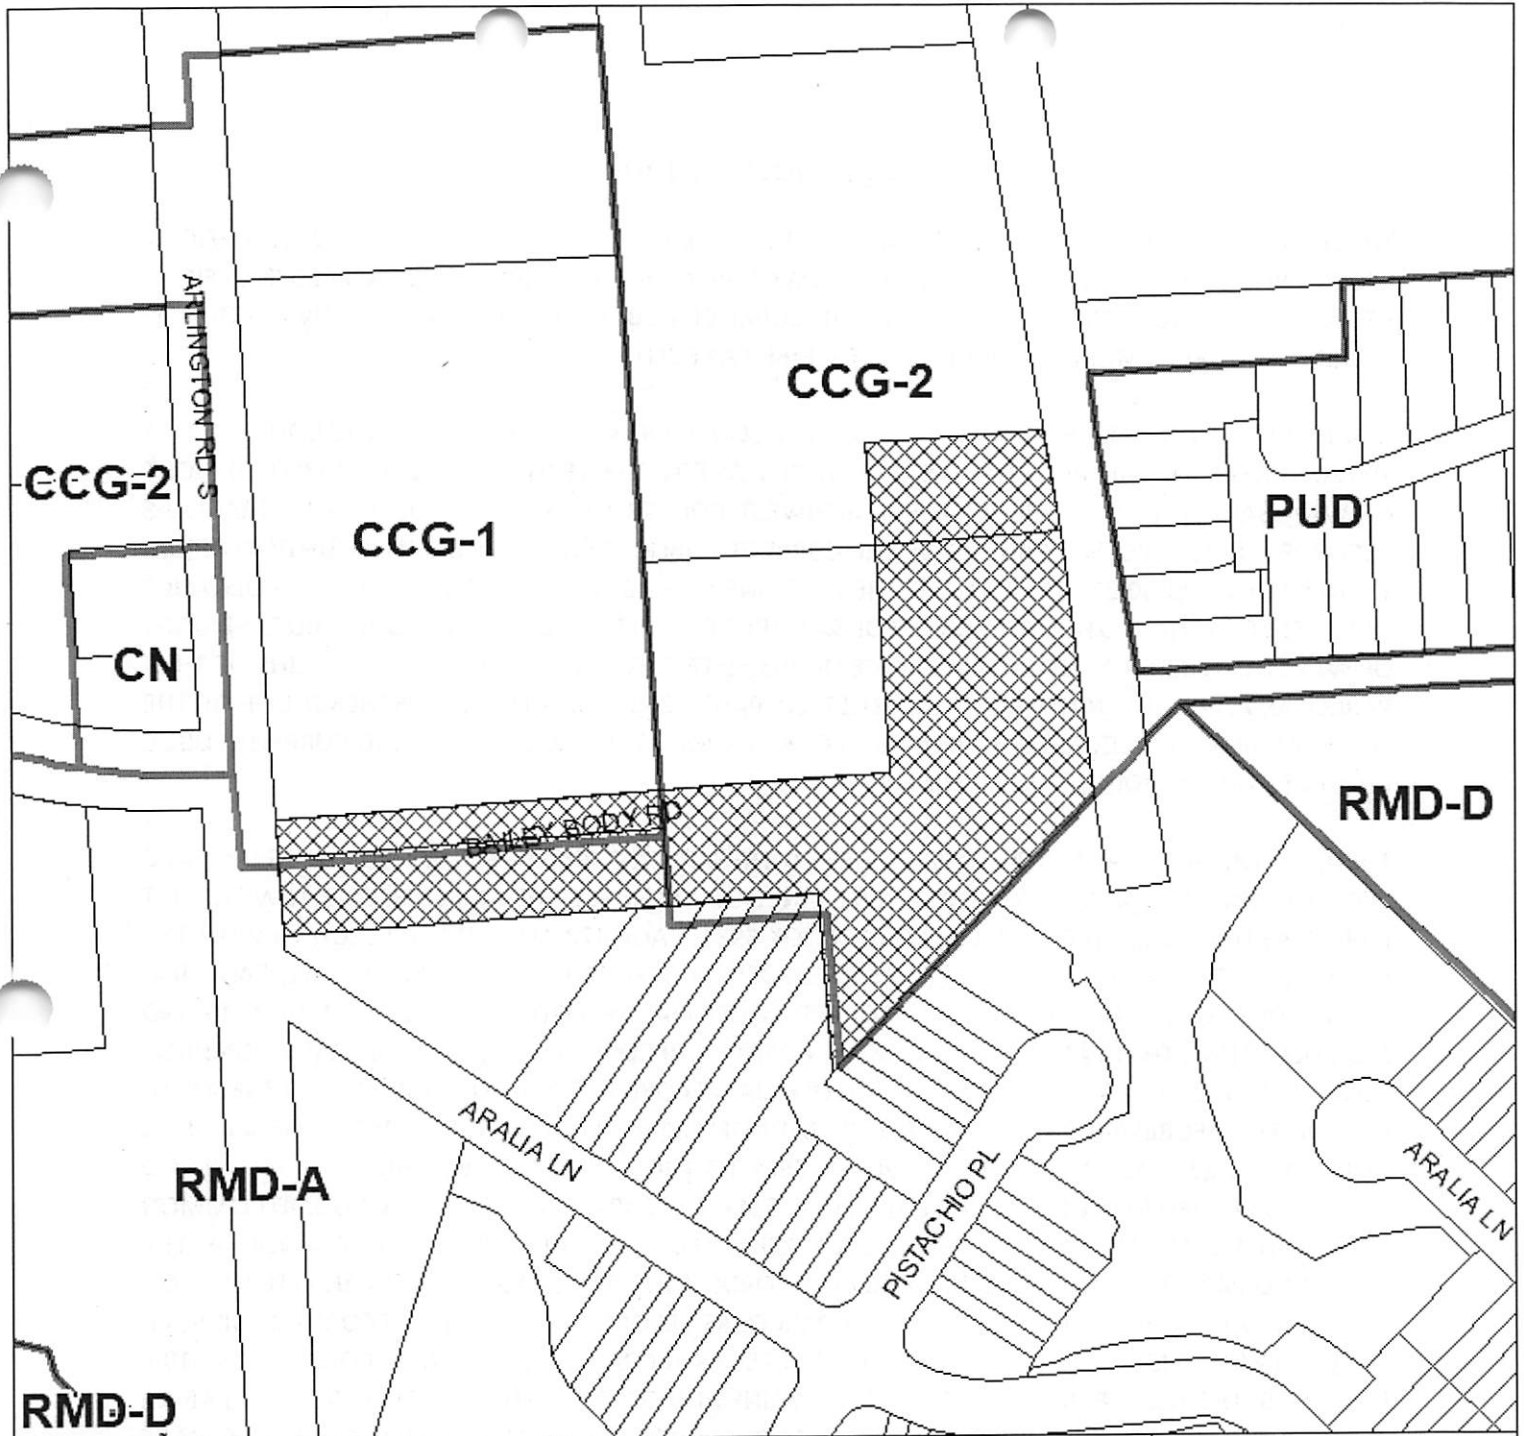 CCG-2
ARLINGTON RD S
CCG-2
CCG-1
PUD
CN
BAILEY BODY RD
RMD-D
ARALIA LN
RMD-A
PISTACHIO PL
ARALIA LN
RMD-D